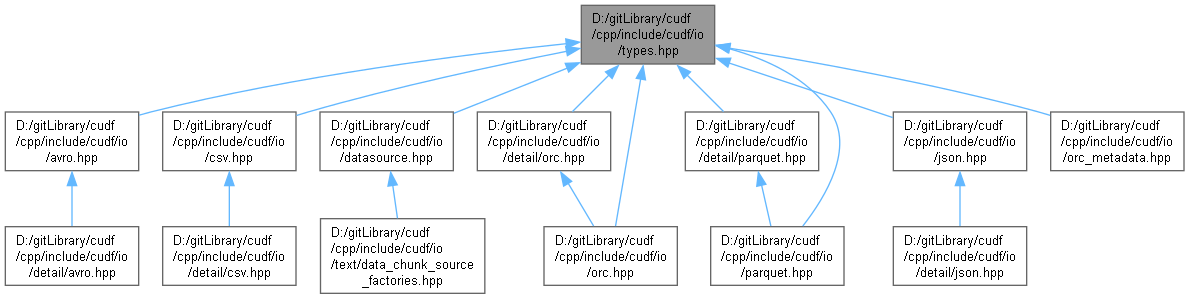 D:/gitLibrary/cudf
/cpp/include/cudf/io
/types.hpp
D:/gitLibrary/cudf
/cpp/include/cudf/io
/avro.hpp
D:/gitLibrary/cudf
/cpp/include/cudf/io
/csv.hpp
D:/gitLibrary/cudf
/cpp/include/cudf/io
/datasource.hpp
D:/gitLibrary/cudf
/cpp/include/cudf/io
/detail/orc.hpp
D:/gitLibrary/cudf
/cpp/include/cudf/io
/detail/parquet.hpp
D:/gitLibrary/cudf
/cpp/include/cudf/io
/json.hpp
D:/gitLibrary/cudf
/cpp/include/cudf/io
/orc_metadata.hpp
D:/gitLibrary/cudf
/cpp/include/cudf/io
/detail/avro.hpp
D:/gitLibrary/cudf
/cpp/include/cudf/io
/detail/csv.hpp
D:/gitLibrary/cudf
/cpp/include/cudf/io
/text/data_chunk_source
_factories.hpp
D:/gitLibrary/cudf
/cpp/include/cudf/io
/orc.hpp
D:/gitLibrary/cudf
/cpp/include/cudf/io
/parquet.hpp
D:/gitLibrary/cudf
/cpp/include/cudf/io
/detail/json.hpp